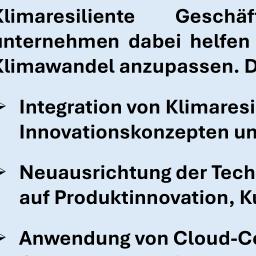 Klimaresiliente Geschäf
unternehmen dabei helfen
Klimawandel anzupassen. D
Integration von Klimaresi
Innovationskonzepten un
Neuausrichtung der Tech
auf Produktinnovation, Ku
Anwendung von Cloud-Co